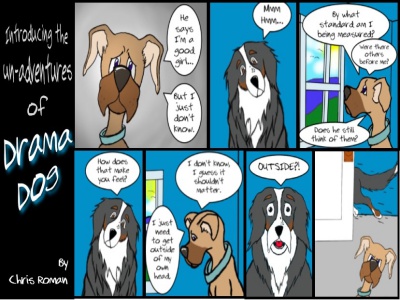 Introducing the
un-adventures
of
Drama
Dog
By
Chris Roman
He
says
I'm a
good
girl...
But I
just
don't
know.
Mhm
Hmm...
By what
standard am I
being measured?
Were there
others
before me?
Does he still
think of them?
How does
that make
you feel?
I don't know,
I guess it
shouldn't
matter.
I just
need to
get outside
of my
own
head.
OUTSIDE?!